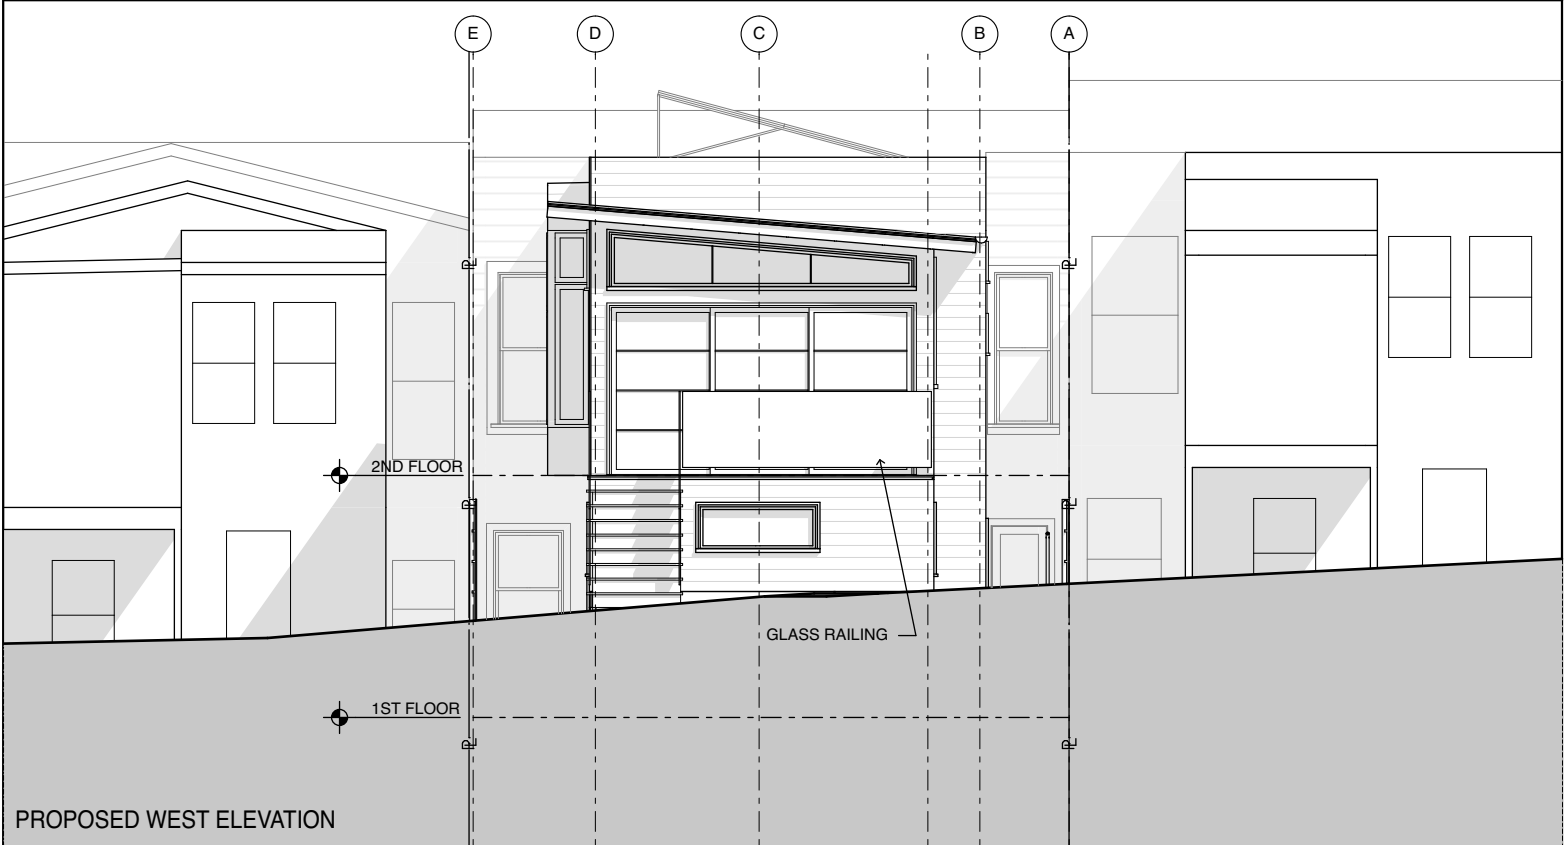 E D C B A
2ND FLOOR
GLASS RAILING
1ST FLOOR
PROPOSED WEST ELEVATION